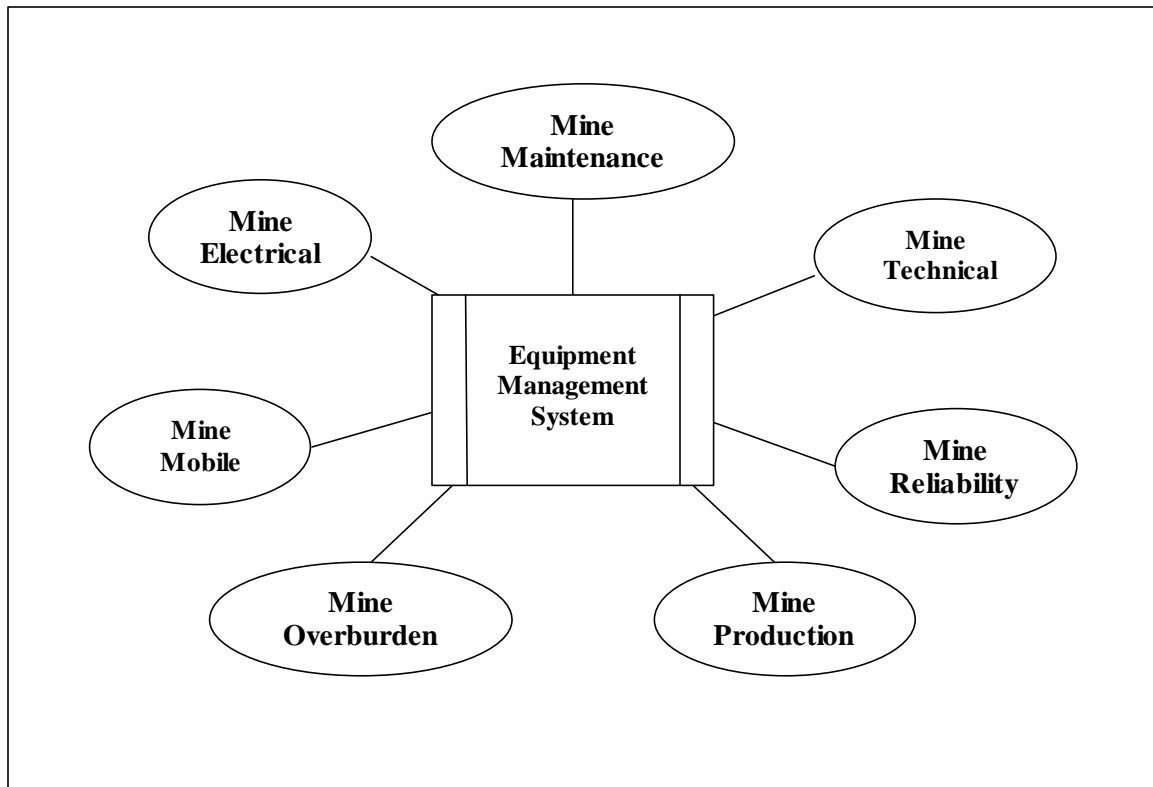 Mine
Maintenance
Mine
Electrical
Mine
Technical
Equipment
Management
System
Mine
Mobile
Mine
Reliability
Mine
Overburden
Mine
Production